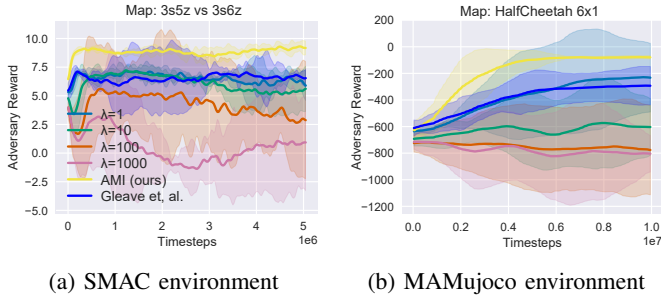 Map: 3s5z vs 3s6z
Adversary Reward
10.0
7.5
5.0
2.5
0.0
−2.5
−5.0
λ=1
λ=10
λ=100
λ=1000
AMI (ours)
Gleave et, al.
0 1 2 3 4 5
1e6
Timesteps
(a) SMAC environment
Map: HalfCheetah 6x1
Adversary Reward
200
0
−200
−400
−600
−800
−1000
−1200
0.0 0.2 0.4 0.6 0.8 1.0
1e7
Timesteps
(b) MAMujoco environment